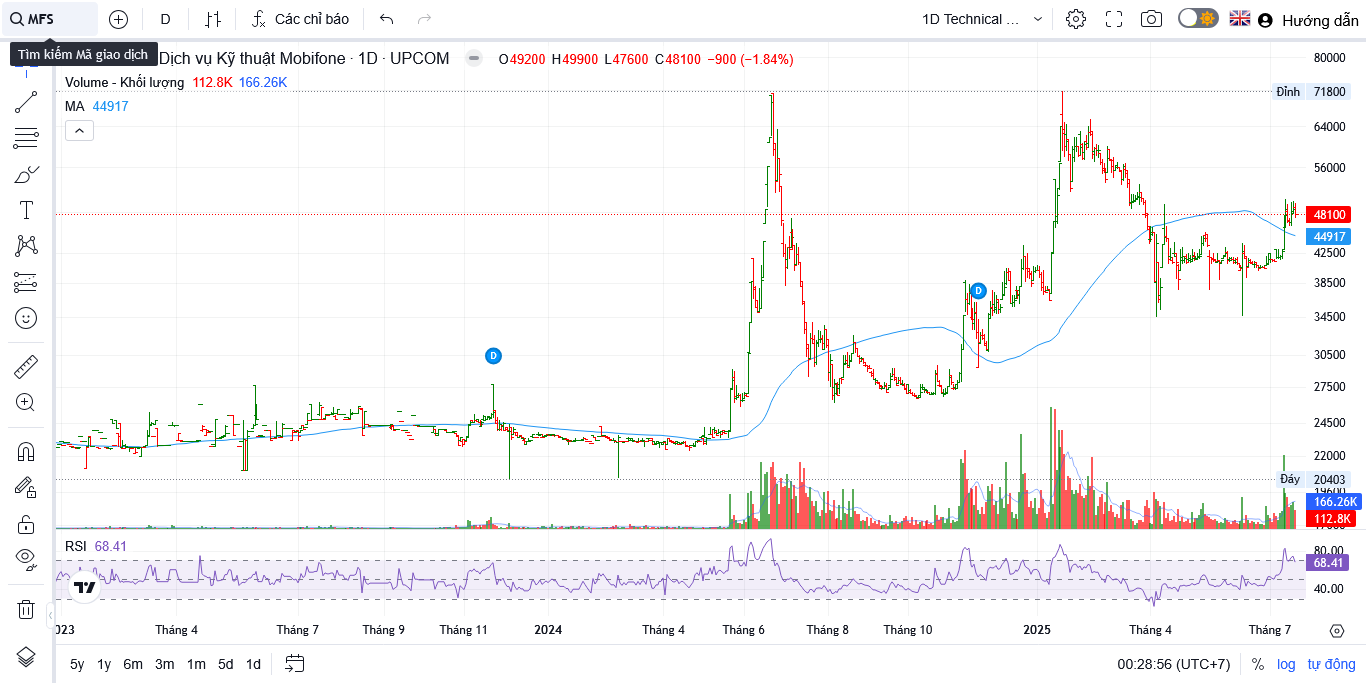 MFS
D
Các chỉ báo
1D Technical ...
Hướng dẫn
Tìm kiếm Mã giao dịch
Dịch vụ Kỹ thuật Mobifone · 1D · UPCOM
O49200 H49900 L47600 C48100 −900 (−1.84%)
Volume - Khối lượng 112.8K 166.26K
MA 44917
80000
Đỉnh 71800
64000
56000
48100
44917
42500
38500
34500
30500
27500
24500
22000
Đáy 20403
19600
166.26K
112.8K
D
D
RSI 68.41
80.00
68.41
40.00
2023 Tháng 4 Tháng 7 Tháng 9 Tháng 11 2024 Tháng 4 Tháng 6 Tháng 8 Tháng 10 2025 Tháng 4 Tháng 7
5y 1y 6m 3m 1m 5d 1d
00:28:56 (UTC+7) % log tự động